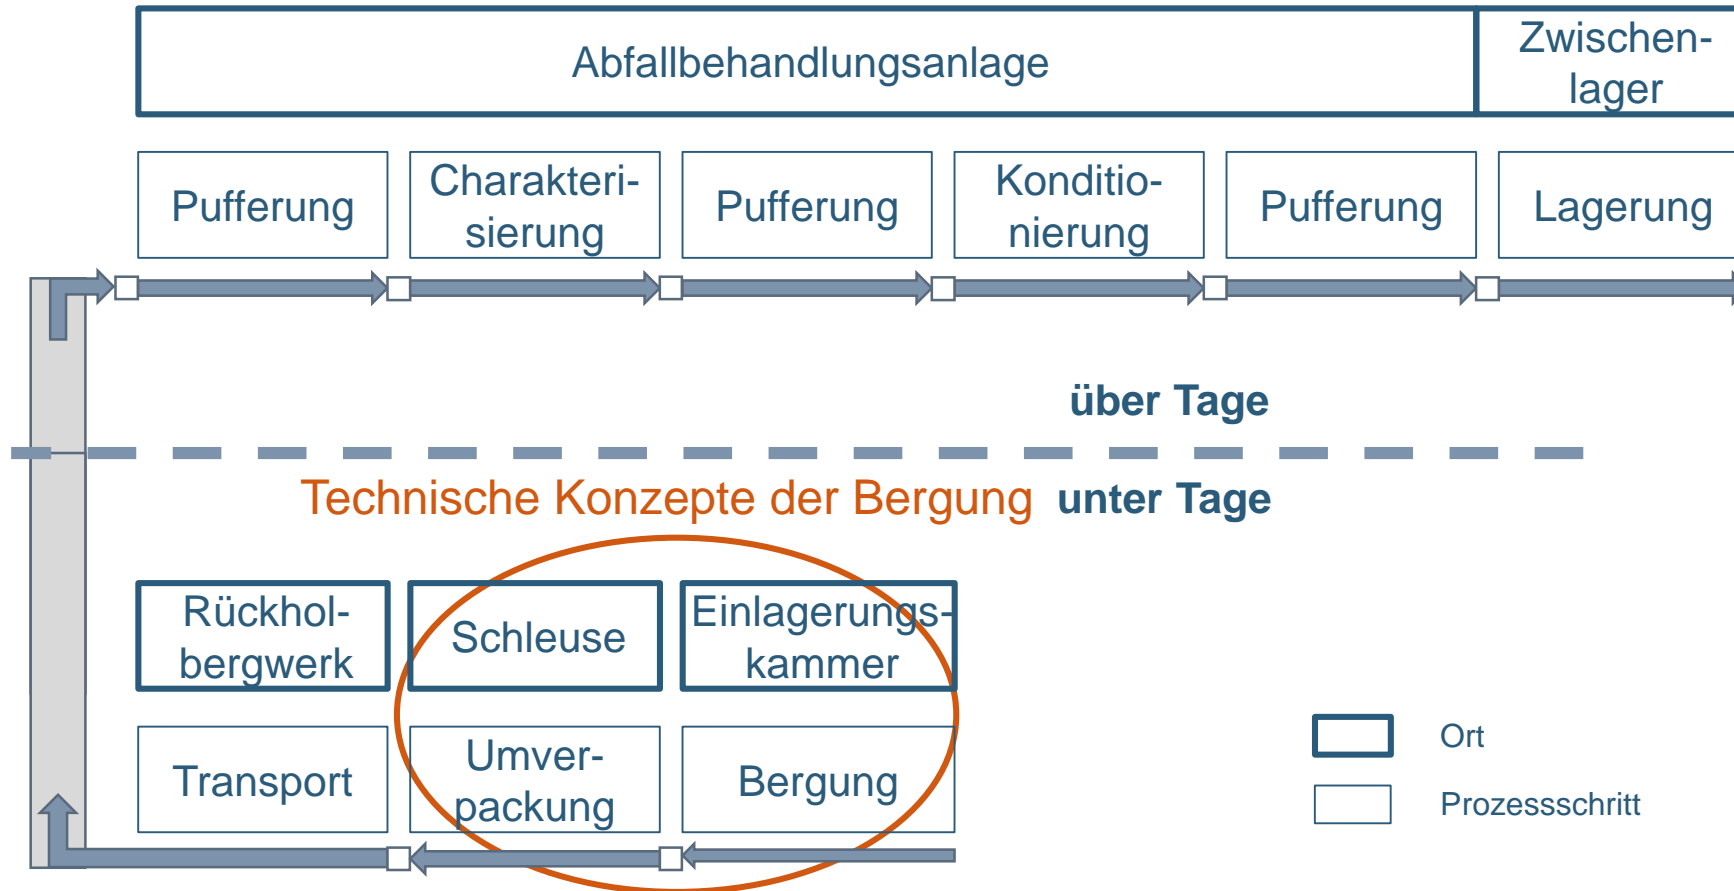 Abfallbehandlungsanlage
Zwischen-
lager
Pufferung
Charakteri-
sierung
Pufferung
Konditio-
nierung
Pufferung
Lagerung
über Tage
Technische Konzepte der Bergung
unter Tage
Rückhol-
bergwerk
Schleuse
Einlagerungs-
kammer
Transport
Umver-
packung
Bergung
Ort
Prozessschritt